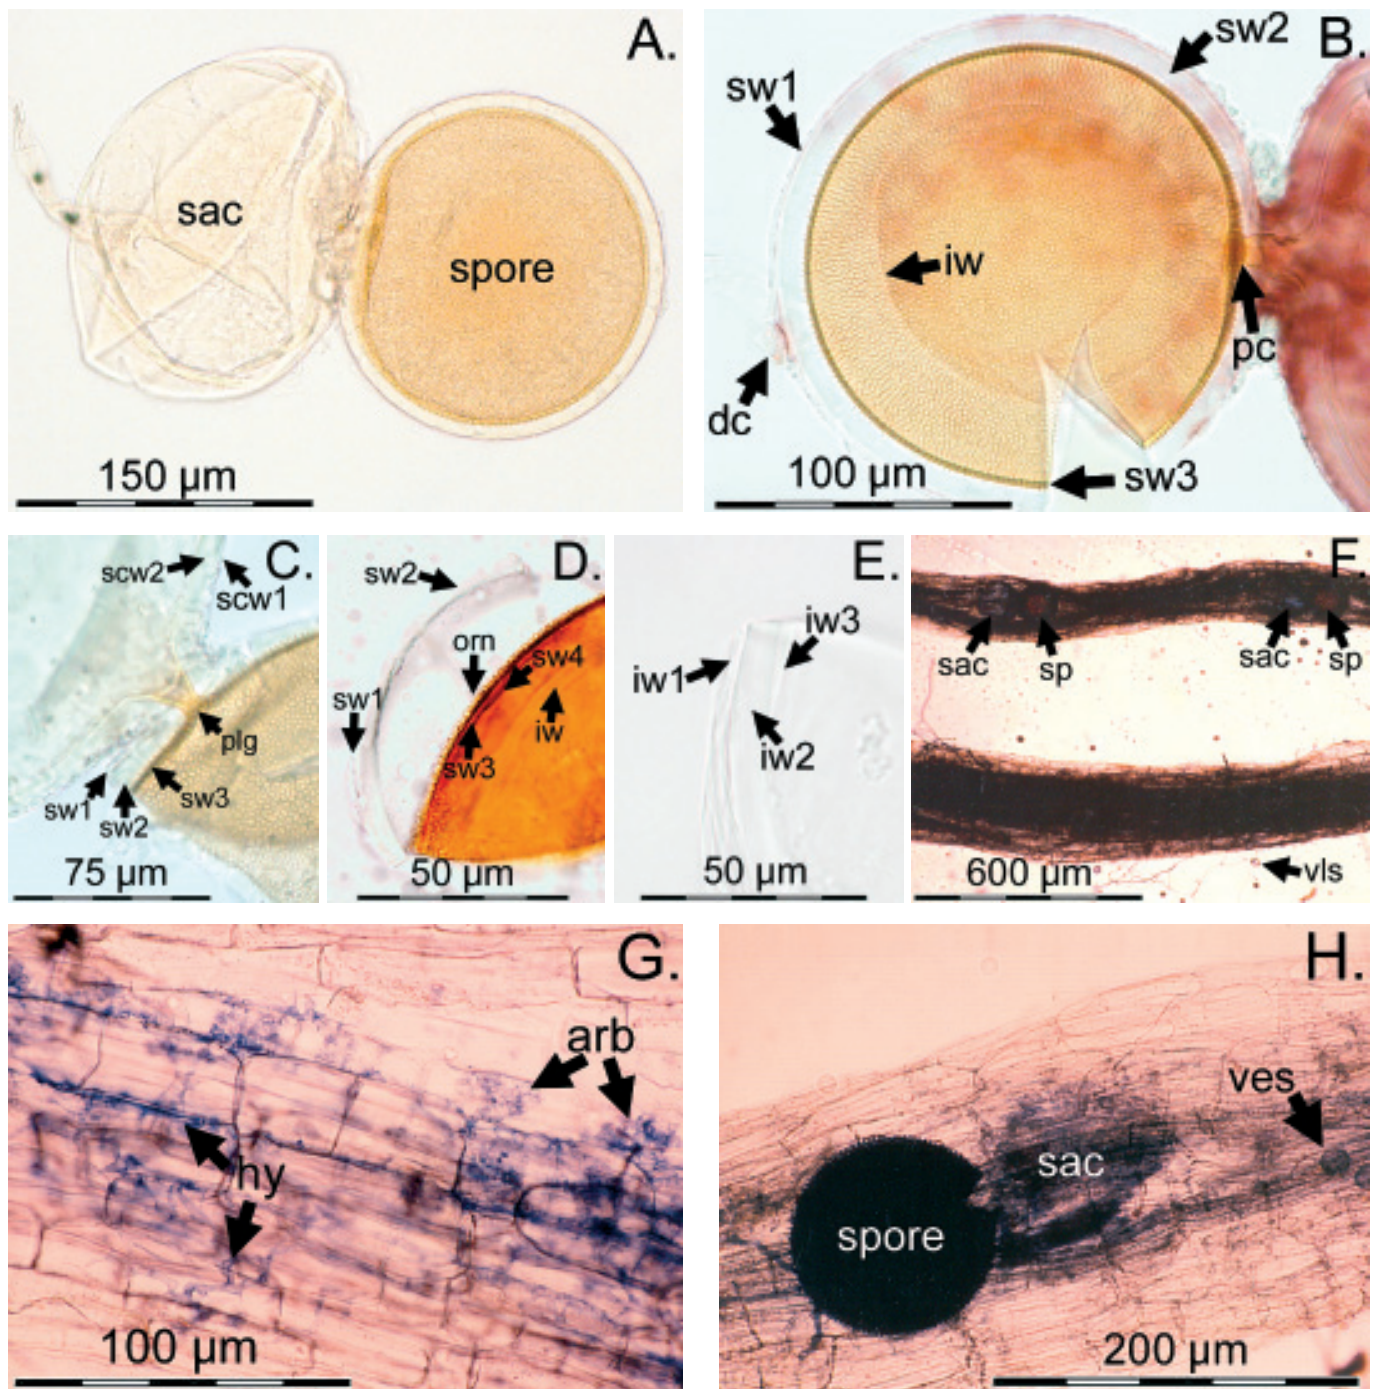 A.
sac
spore
150 µm
B.
sw2
sw1
iw
pc
dc
sw3
100 µm
C.
scw2
scw1
plg
sw1
sw2
sw3
75 µm
D.
sw2
orn
sw4
sw1
iw
sw3
50 µm
E.
iw3
iw1
iw2
50 µm
F.
sac
sp
sac
sp
600 µm
vls
G.
arb
hy
100 µm
H.
ves
sac
spore
200 µm